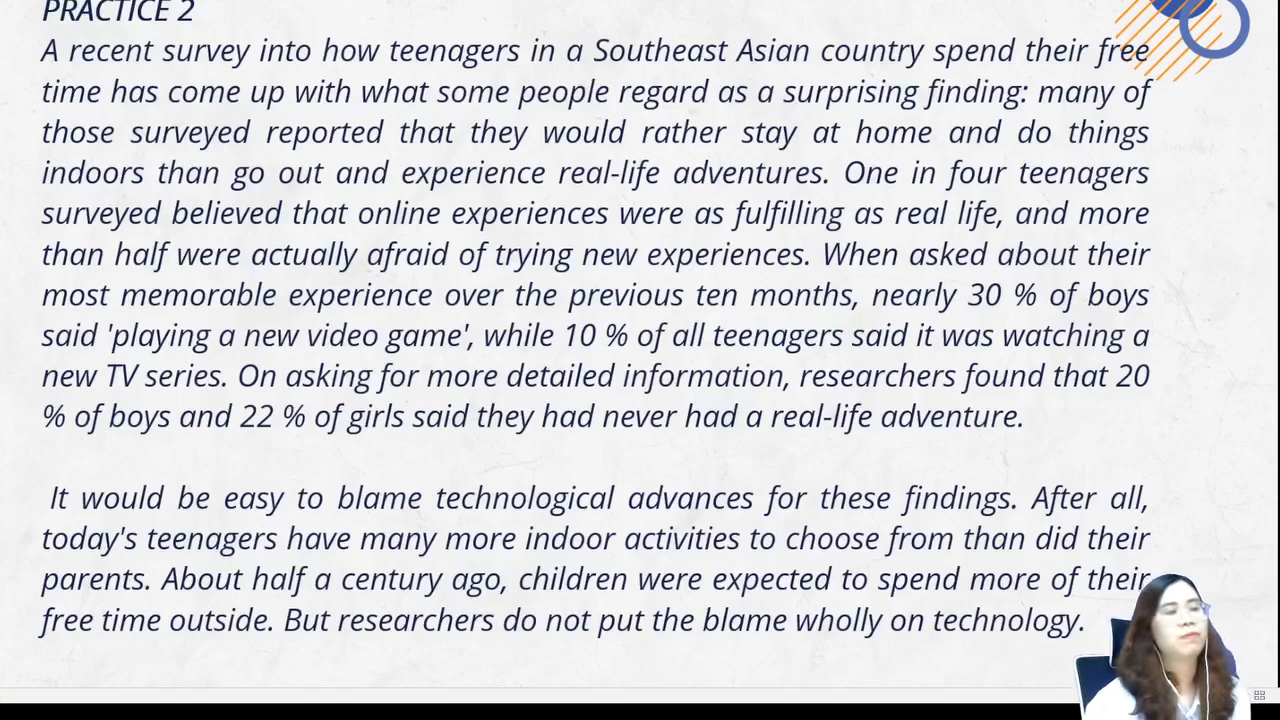 PRACTICE 2
A recent survey into how teenagers in a Southeast Asian country spend their free
time has come up with what some people regard as a surprising finding: many of
those surveyed reported that they would rather stay at home and do things
indoors than go out and experience real-life adventures. One in four teenagers
surveyed believed that online experiences were as fulfilling as real life, and more
than half were actually afraid of trying new experiences. When asked about their
most memorable experience over the previous ten months, nearly 30 % of boys
said 'playing a new video game', while 10 % of all teenagers said it was watching a
new TV series. On asking for more detailed information, researchers found that 20
% of boys and 22 % of girls said they had never had a real-life adventure.
It would be easy to blame technological advances for these findings. After all,
today's teenagers have many more indoor activities to choose from than did their
parents. About half a century ago, children were expected to spend more of their
free time outside. But researchers do not put the blame wholly on technology.